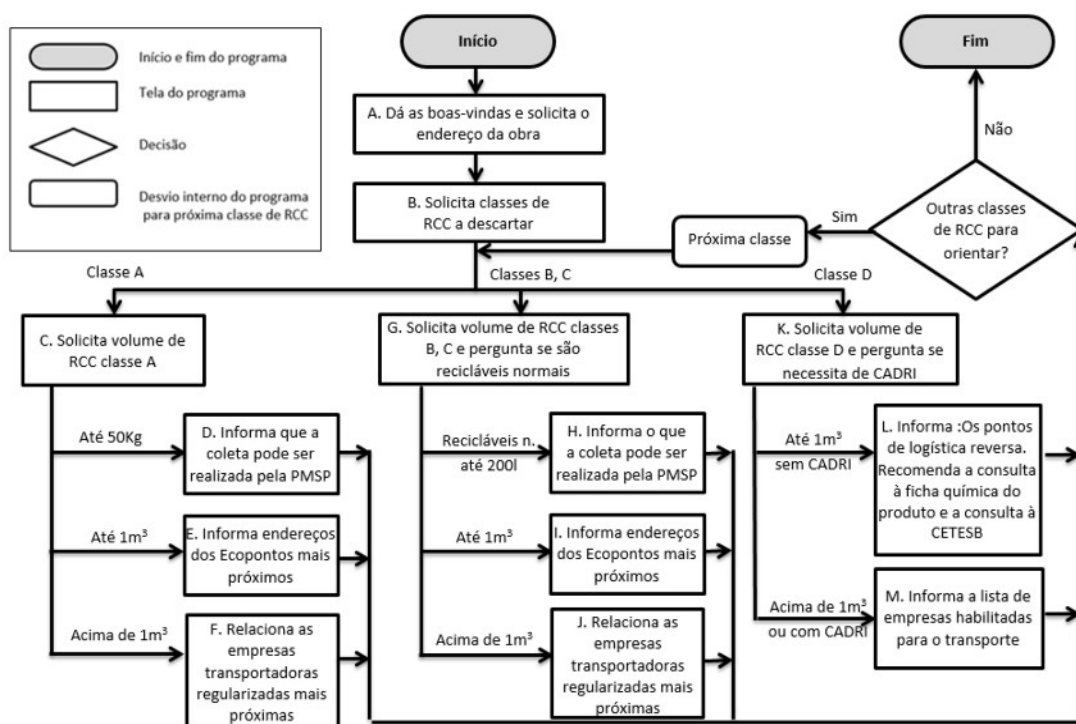 Início e fim do programa
Tela do programa
Decisão
Desvio interno do programa
para próxima classe de RCC
Início
Fim
A. Dá as boas-vindas e solicita o
endereço da obra
B. Solicita classes de
RCC a descartar
Próxima classe
Sim
Não
Outras classes
de RCC para
orientar?
Classe A
Classes B, C
Classe D
C. Solicita volume de
RCC classe A
G. Solicita volume de RCC classes
B, C e pergunta se são
recicláveis normais
K. Solicita volume de
RCC classe D e pergunta se
necessita de CADRI
Até 50Kg
D. Informa que a
coleta pode ser
realizada pela PMSP
Até 1m³
E. Informa endereços
dos Ecopontos mais
próximos
Acima de 1m³
F. Relaciona as
empresas
transportadoras
regularizadas mais
próximas
Recicláveis n.
até 200l
H. Informa o que
a coleta pode ser
realizada pela PMSP
Até 1m³
I. Informa endereços
dos Ecopontos mais
próximos
Acima de 1m³
J. Relaciona as
empresas
transportadoras
regularizadas mais
próximas
Até 1m³
sem CADRI
L. Informa :Os pontos
de logística reversa.
Recomenda a consulta
à ficha química do
produto e a consulta à
CETESB
Acima de 1m³
ou com CADRI
M. Informa a lista de
empresas habilitadas
para o transporte